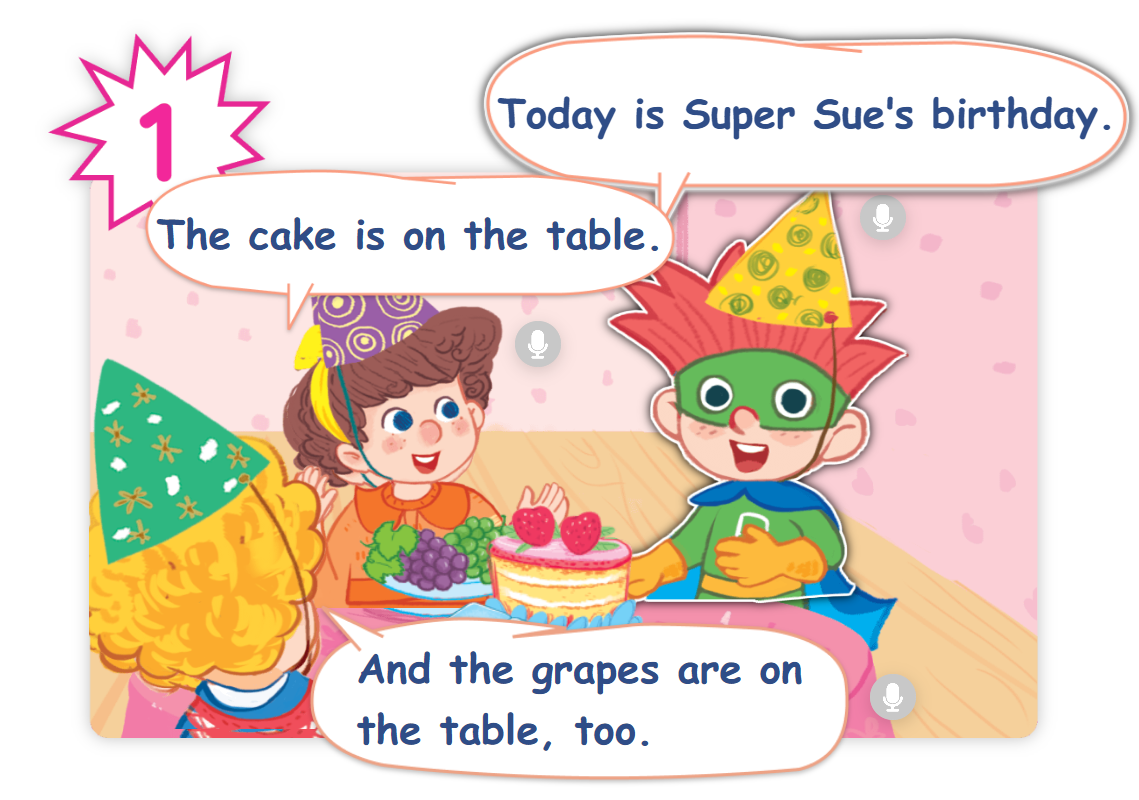 1
Today is Super Sue's birthday.
The cake is on the table.
And the grapes are on
the table, too.